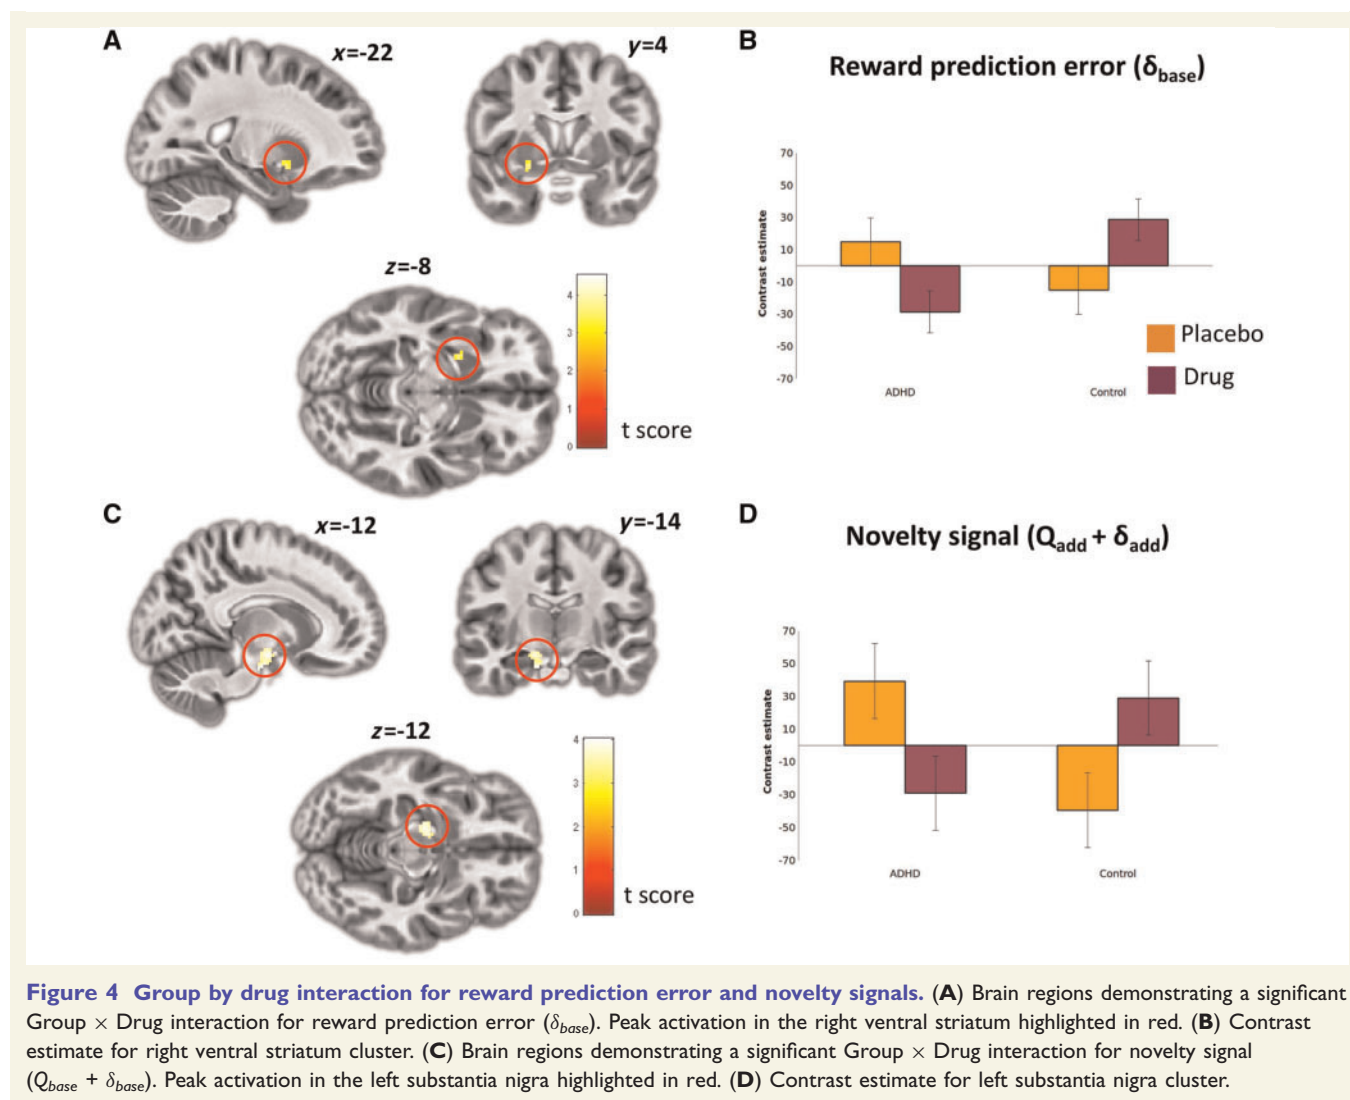 A
x=-22
y=4
z=-8
4
3
2
1
0
t score
B
Reward prediction error (δbase)
70
50
30
10
-10
-30
-50
-70
Contrast estimate
ADHD
Control
Placebo
Drug
C
x=-12
y=-14
z=-12
4
3
2
1
0
t score
D
Novelty signal (Qadd + δadd)
70
50
30
10
-10
-30
-50
-70
Contrast estimate
ADHD
Control
Figure 4 Group by drug interaction for reward prediction error and novelty signals. (A) Brain regions demonstrating a significant
Group × Drug interaction for reward prediction error (δbase). Peak activation in the right ventral striatum highlighted in red. (B) Contrast
estimate for right ventral striatum cluster. (C) Brain regions demonstrating a significant Group × Drug interaction for novelty signal
(Qbase + δbase). Peak activation in the left substantia nigra highlighted in red. (D) Contrast estimate for left substantia nigra cluster.